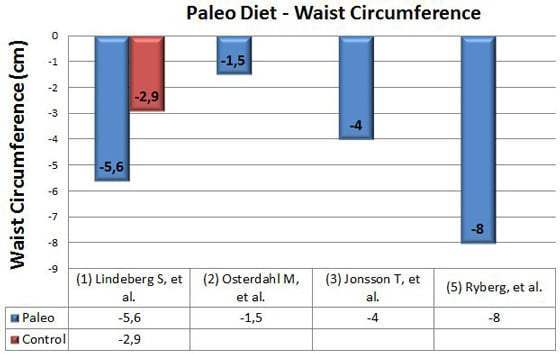 Paleo Diet - Waist Circumference
Waist Circumference (cm)
0
-1
-2
-3
-4
-5
-6
-7
-8
-9
-5,6
-2,9
-1,5
-4
-8
(1) Lindeberg S, et al.
(2) Osterdahl M, et al.
(3) Jonsson T, et al.
(5) Ryberg, et al.
Paleo -5,6 -1,5 -4 -8
Control -2,9